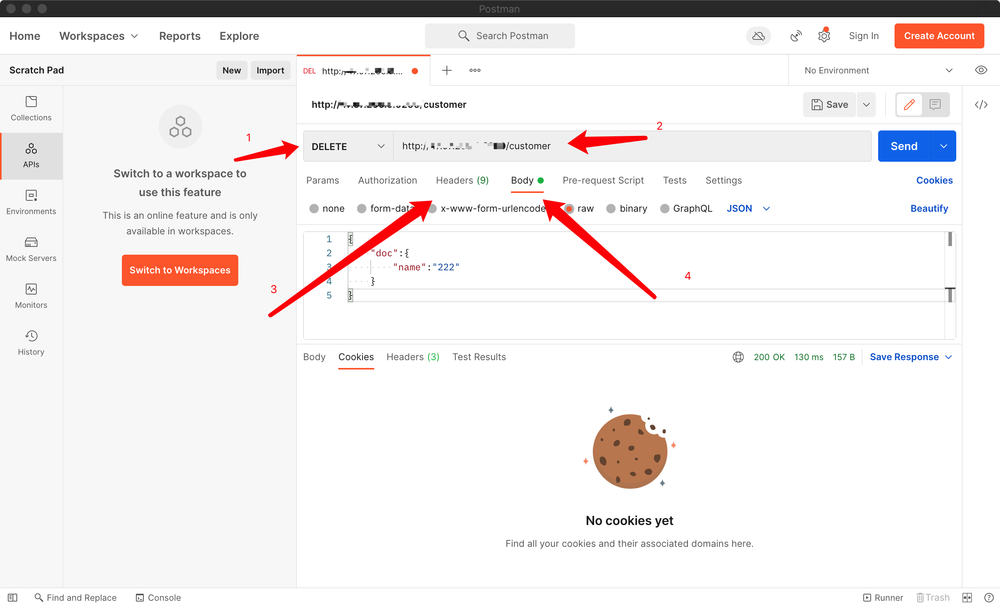 Postman
Home Workspaces Reports Explore Search Postman Sign In Create Account
Scratch Pad New Import DEL http:/ ... No Environment
http:// customer Save
Collections
1 2
DELETE http:/ /customer Send
APIs
Params Authorization Headers (9) Body Pre-request Script Tests Settings Cookies
Switch to a workspace to
use this feature
none form-data x-www-form-urlencode raw binary GraphQL JSON Beautify
Environments
This is an online feature and is only
available in workspaces.
1 {
2 "doc":{
3 "name":"222"
4 }
5 }
Mock Servers
Switch to Workspaces
3 4
Monitors
History
Body Cookies Headers (3) Test Results 200 OK 130 ms 157 B Save Response
No cookies yet
Find all your cookies and their associated domains here.
Find and Replace Console Runner Trash